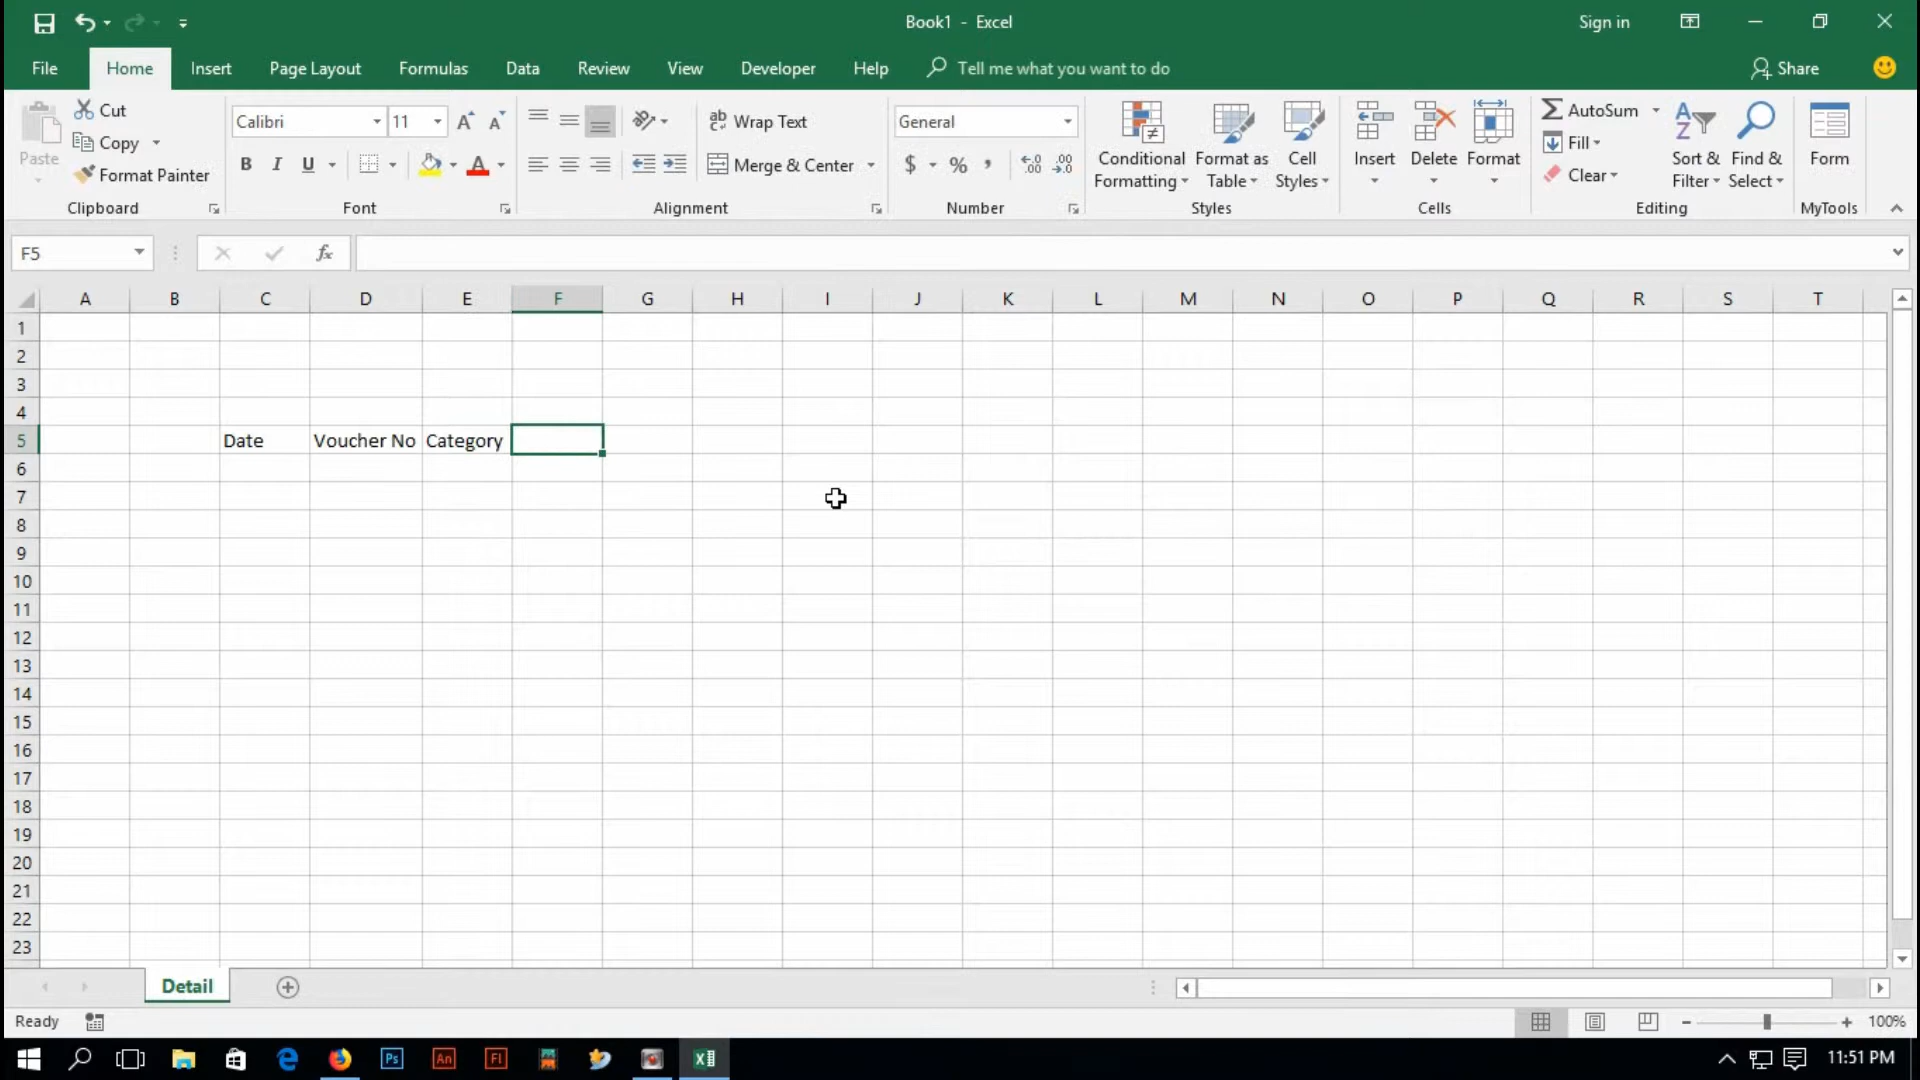 Book1 - Excel
Sign in
File Home Insert Page Layout Formulas Data Review View Developer Help Tell me what you want to do Share
Paste
Cut
Copy
Format Painter
Clipboard
Calibri 11
B I U A
Font
Wrap Text
Merge & Center
Alignment
General
$ % ,
Number
Conditional Formatting
Format as Table
Cell Styles
Styles
Insert Delete Format
Cells
AutoSum
Fill
Clear
Sort & Filter
Find & Select
Editing
Form
MyTools
F5 fx
A B C D E F G H I J K L M N O P Q R S T
1
2
3
4
5 Date Voucher No Category
6
7
8
9
10
11
12
13
14
15
16
17
18
19
20
21
22
23
Detail
Ready 100%
Ps An Fl 11:51 PM